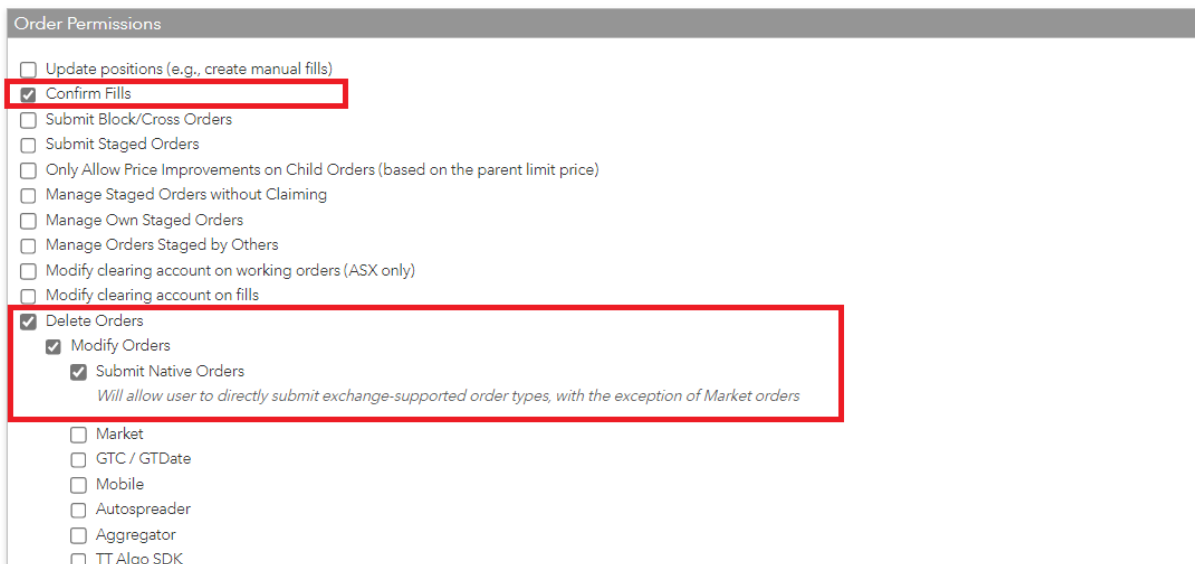 Order Permissions
Update positions (e.g., create manual fills)
Confirm Fills
Submit Block/Cross Orders
Submit Staged Orders
Only Allow Price Improvements on Child Orders (based on the parent limit price)
Manage Staged Orders without Claiming
Manage Own Staged Orders
Manage Orders Staged by Others
Modify clearing account on working orders (ASX only)
Modify clearing account on fills
Delete Orders
Modify Orders
Submit Native Orders
Will allow user to directly submit exchange-supported order types, with the exception of Market orders
Market
GTC / GTDate
Mobile
Autospreader
Aggregator
TT Algo SDK